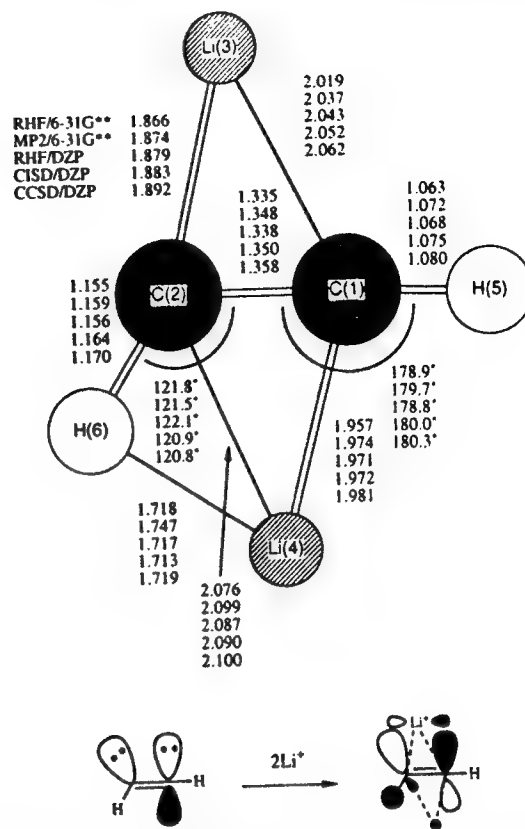 Li(3)
RHF/6-31G** 1.866
MP2/6-31G** 1.874
RHF/DZP 1.879
CISD/DZP 1.883
CCSD/DZP 1.892
2.019
2.037
2.043
2.052
2.062
1.335
1.348
1.338
1.350
1.358
1.063
1.072
1.068
1.075
1.080
C(2)
C(1)
H(5)
1.155
1.159
1.156
1.164
1.170
121.8°
121.5°
122.1°
120.9°
120.8°
178.9°
179.7°
178.8°
180.0°
180.3°
H(6)
1.957
1.974
1.971
1.972
1.981
1.718
1.747
1.717
1.713
1.719
Li(4)
2.076
2.099
2.087
2.090
2.100
H
H
2Li⁺
Li⁺
H